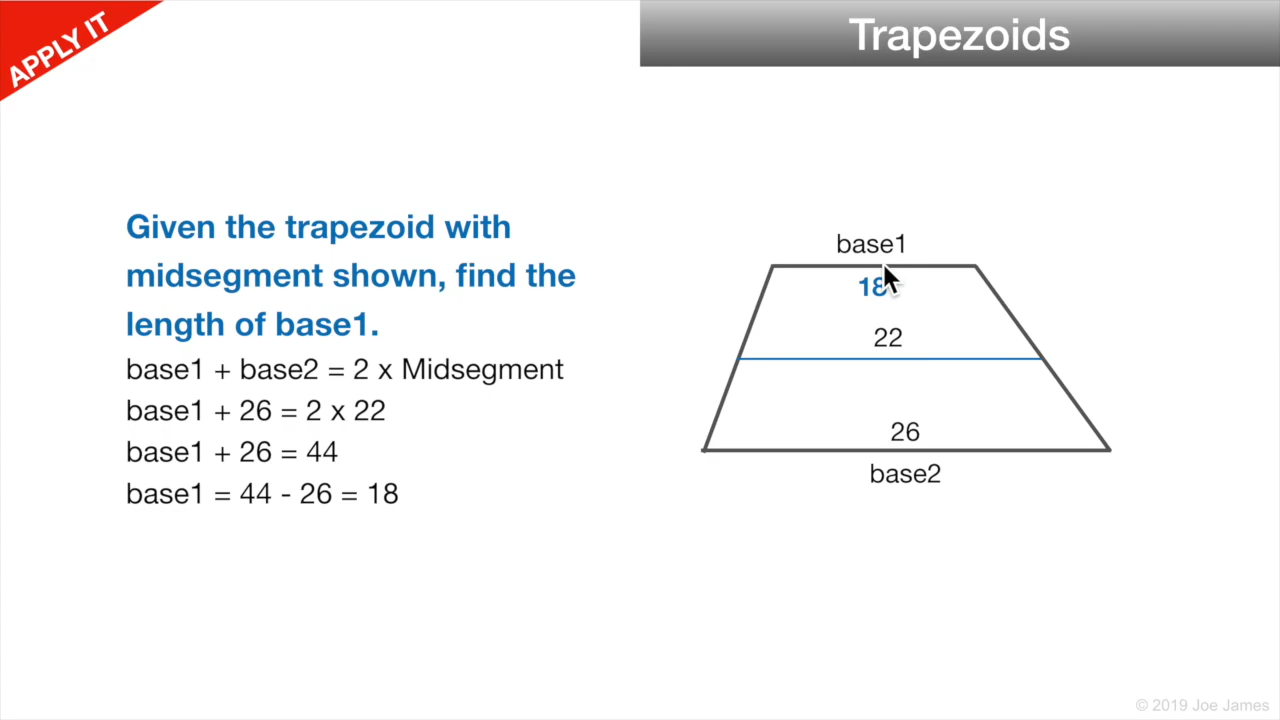 APPLY IT
Trapezoids
Given the trapezoid with
midsegment shown, find the
length of base1.
base1 + base2 = 2 x Midsegment
base1 + 26 = 2 x 22
base1 + 26 = 44
base1 = 44 - 26 = 18
base1
18
22
26
base2
© 2019 Joe James